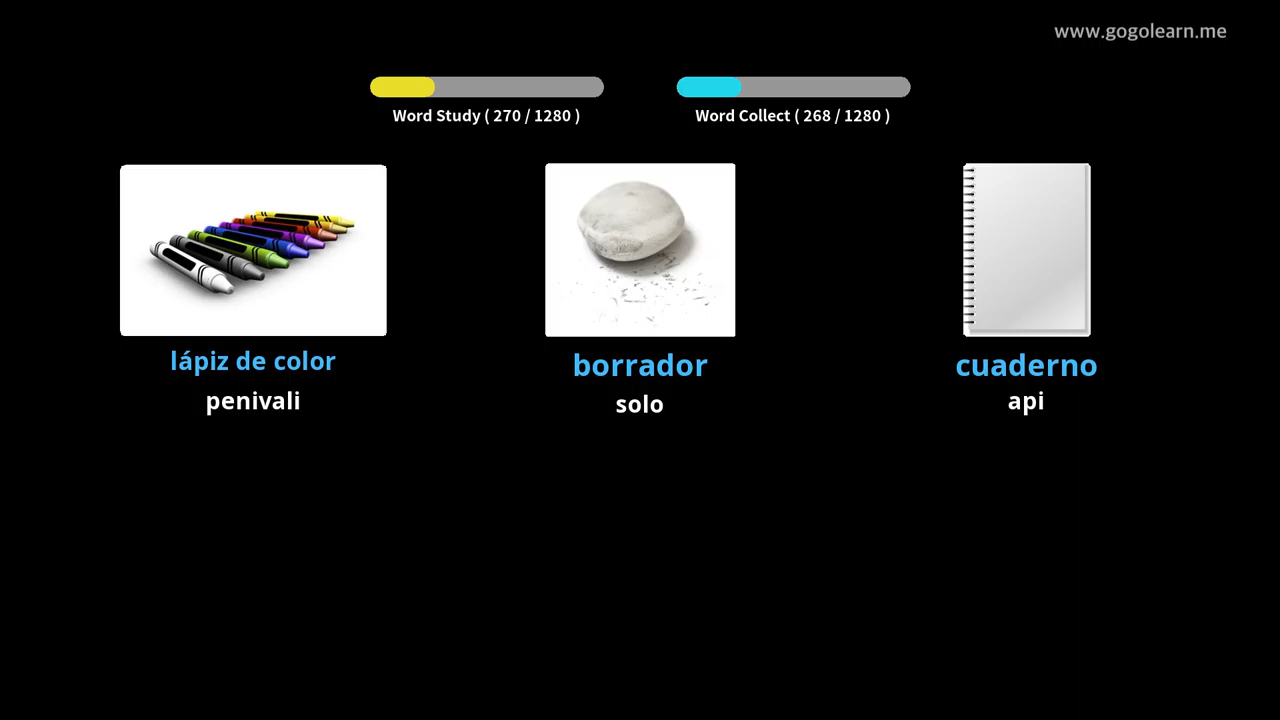 www.gogolearn.me
Word Study ( 270 / 1280 )
Word Collect ( 268 / 1280 )
lápiz de color
penivali
borrador
solo
cuaderno
api